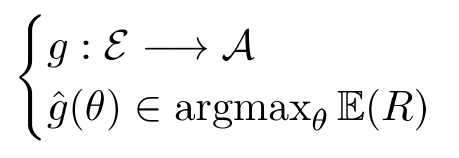 g : ℰ ⟶ 𝒜
ĝ(θ) ∈ argmax_θ 𝔼(R)